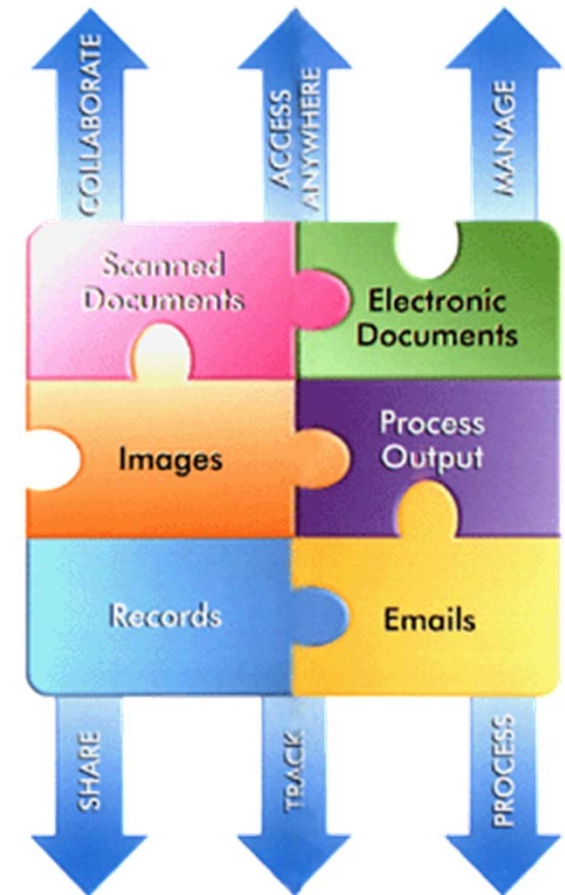 COLLABORATE
ACCESS
ANYWHERE
MANAGE
Scanned
Documents
Electronic
Documents
Images
Process
Output
Records
Emails
SHARE
TRACK
PROCESS